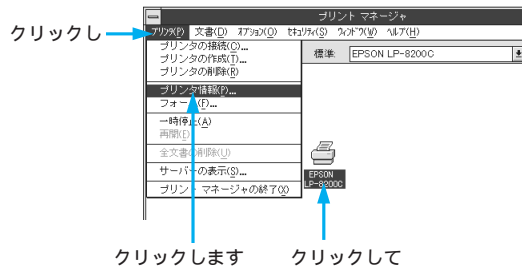 プリント マネージャ
クリックし
プリンタ(P) 文書(D) オプション(O) セキュリティ(S) ウィンドウ(W) ヘルプ(H)
プリンタの接続(C)...
標準: EPSON LP-8200C
プリンタの作成(T)...
プリンタの削除(R)
プリンタ情報(P)...
フォーム(F)...
一時停止(A)
再開(E)
全文書の削除(U)
サーバーの表示(S)...
EPSON
LP-8200C
プリント マネージャの終了(X)
クリックします クリックして